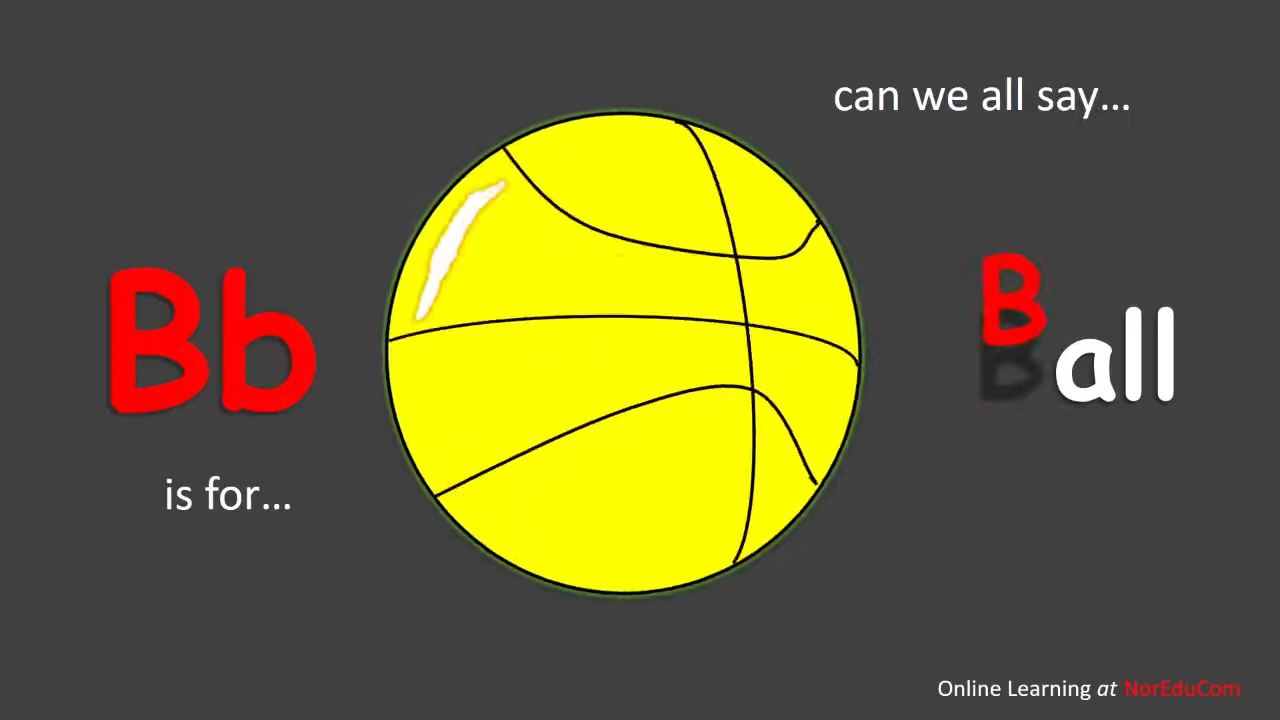 Bb
is for...
can we all say...
Ball
Online Learning at NorEduCom